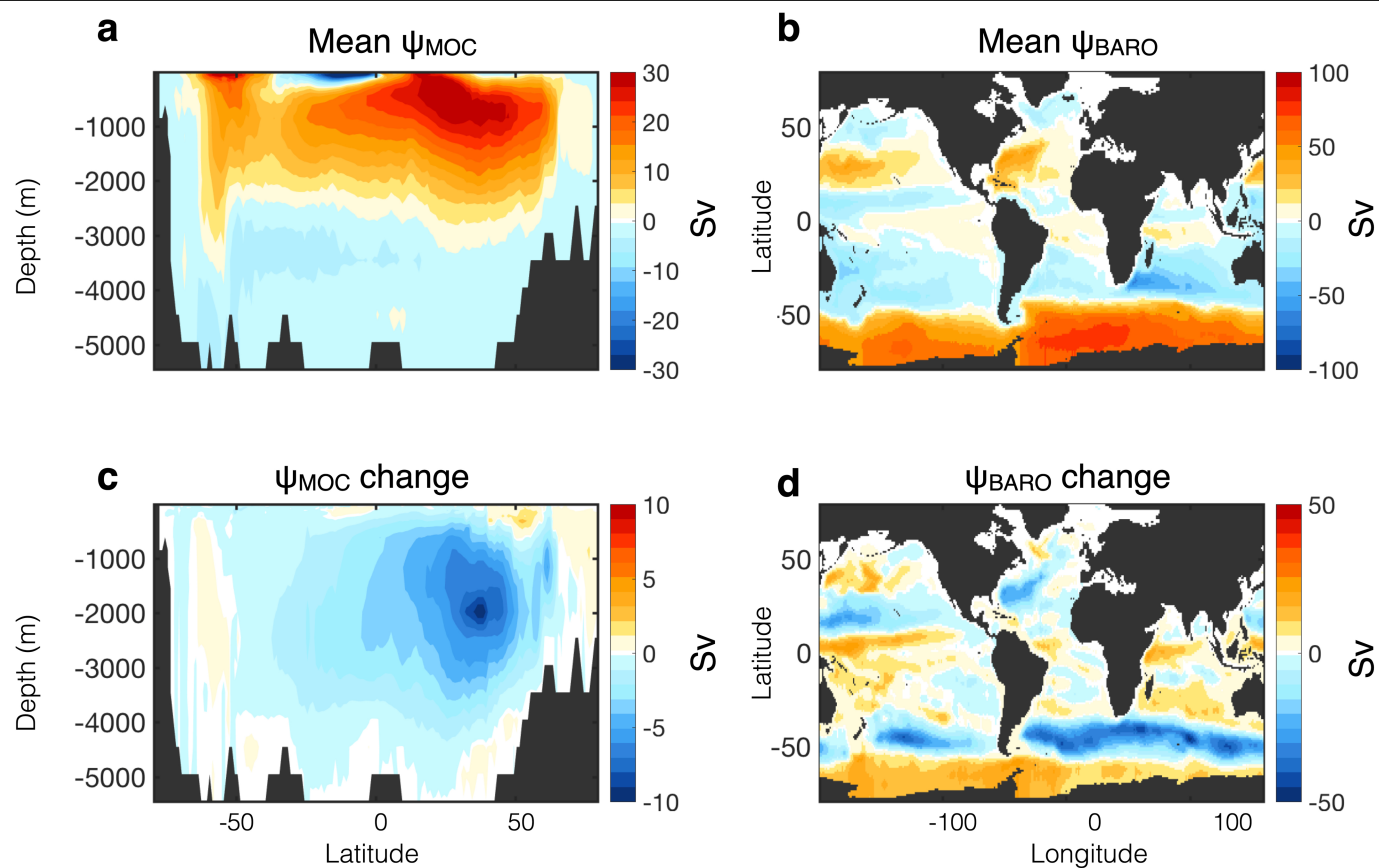 a
Mean ψMOC
30
20
10
0
-10
-20
-30
Sv
-1000
-2000
-3000
-4000
-5000
Depth (m)
b
Mean ψBARO
100
50
0
-50
-100
Sv
50
0
-50
Latitude
c
ψMOC change
10
5
0
-5
-10
Sv
-1000
-2000
-3000
-4000
-5000
Depth (m)
-50
0
50
Latitude
d
ψBARO change
50
0
-50
Sv
50
0
-50
Latitude
-100
0
100
Longitude